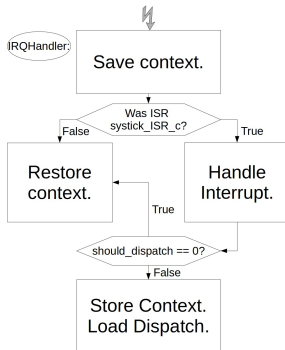 IRQHandler:
Save context.
Was ISR
systick_ISR_c?
False
True
Restore
context.
Handle
Interrupt.
True
should_dispatch == 0?
False
Store Context.
Load Dispatch.